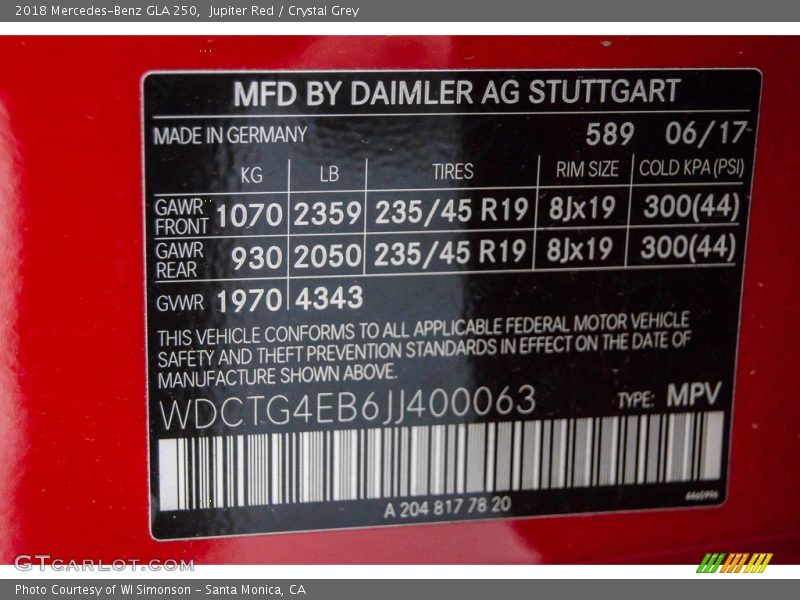 2018 Mercedes-Benz GLA 250, Jupiter Red / Crystal Grey
MFD BY DAIMLER AG STUTTGART
MADE IN GERMANY 589 06/17
KG LB TIRES RIM SIZE COLD KPA (PSI)
GAWR FRONT 1070 2359 235/45 R19 8Jx19 300(44)
GAWR REAR 930 2050 235/45 R19 8Jx19 300(44)
GVWR 1970 4343
THIS VEHICLE CONFORMS TO ALL APPLICABLE FEDERAL MOTOR VEHICLE
SAFETY AND THEFT PREVENTION STANDARDS IN EFFECT ON THE DATE OF
MANUFACTURE SHOWN ABOVE.
WDCTG4EB6JJ400063 TYPE: MPV
A 204 817 78 20
GTcarlot.com
Photo Courtesy of WI Simonson - Santa Monica, CA